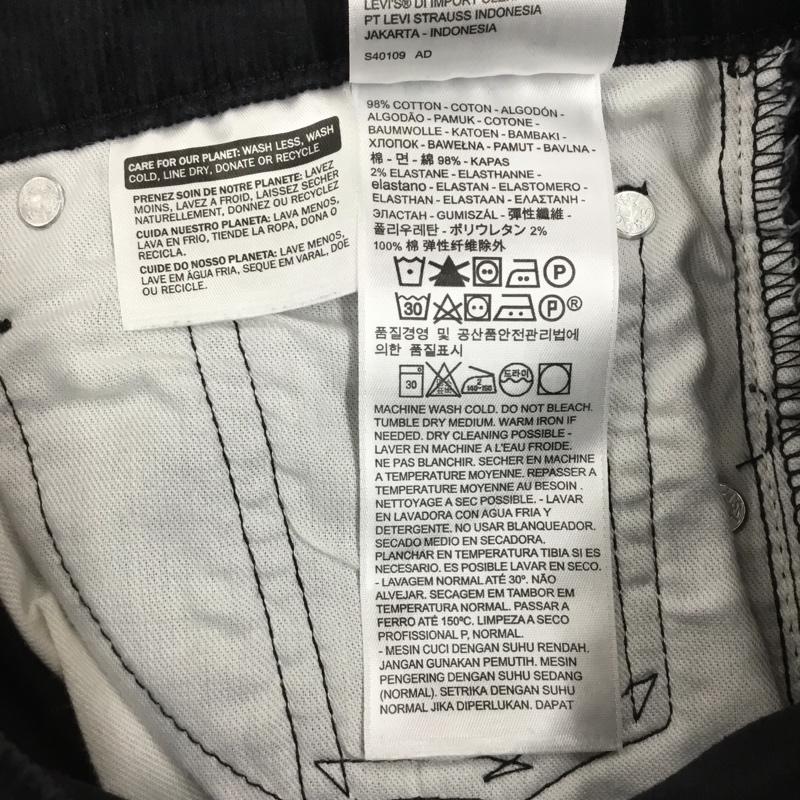 LEVI'S® DI IMPORT
PT LEVI STRAUSS INDONESIA
JAKARTA - INDONESIA
S40109 AD
CARE FOR OUR PLANET: WASH LESS, WASH
COLD, LINE DRY, DONATE OR RECYCLE
PRENEZ SOIN DE NOTRE PLANETE: LAVEZ
MOINS, LAVEZ A FROID, LAISSEZ SECHER
NATURELLEMENT, DONNEZ OU RECYCLEZ
CUIDA NUESTRO PLANETA: LAVA MENOS,
LAVA EN FRIO, TIENDE LA ROPA, DONA O
RECICLA.
CUIDE DO NOSSO PLANETA: LAVE MENOS,
LAVE EM ÁGUA FRIA, SEQUE EM VARAL, DOE
OU RECICLE.
98% COTTON - COTON - ALGODÓN -
ALGODÃO - PAMUK - COTONE -
BAUMWOLLE - KATOEN - BAMBAKI -
ХЛОПОК - BAWEŁNA - PAMUT - BAVLNA -
棉 - 면 - 綿 98% - KAPAS
2% ELASTANE - ELASTHANNE -
elastano - ELASTAN - ELASTOMERO -
ELASTHAN - ELASTAAN - ΕΛΑΣΤΑΝΗ -
ЭЛАСТАН - GUMISZÁL - 彈性纖維 -
폴리우레탄 - ポリウレタン 2%
100% 棉 弹性纤维除外
P
30 P®
품질경영 및 공산품안전관리법에
의한 품질표시
30 2 140-160 드라이
MACHINE WASH COLD. DO NOT BLEACH.
TUMBLE DRY MEDIUM. WARM IRON IF
NEEDED. DRY CLEANING POSSIBLE -
LAVER EN MACHINE A L'EAU FROIDE.
NE PAS BLANCHIR. SECHER EN MACHINE
A TEMPERATURE MOYENNE. REPASSER A
TEMPERATURE MOYENNE AU BESOIN .
NETTOYAGE A SEC POSSIBLE. - LAVAR
EN LAVADORA CON AGUA FRIA Y
DETERGENTE. NO USAR BLANQUEADOR.
SECADO MEDIO EN SECADORA.
PLANCHAR EN TEMPERATURA TIBIA SI ES
NECESARIO. ES POSIBLE LAVAR EN SECO.
- LAVAGEM NORMAL ATÉ 30º. NÃO
ALVEJAR. SECAGEM EM TAMBOR EM
TEMPERATURA NORMAL. PASSAR A
FERRO ATÉ 150ºC. LIMPEZA A SECO
PROFISSIONAL P, NORMAL.
- MESIN CUCI DENGAN SUHU RENDAH.
JANGAN GUNAKAN PEMUTIH. MESIN
PENGERING DENGAN SUHU SEDANG
(NORMAL). SETRIKA DENGAN SUHU
NORMAL JIKA DIPERLUKAN. DAPAT